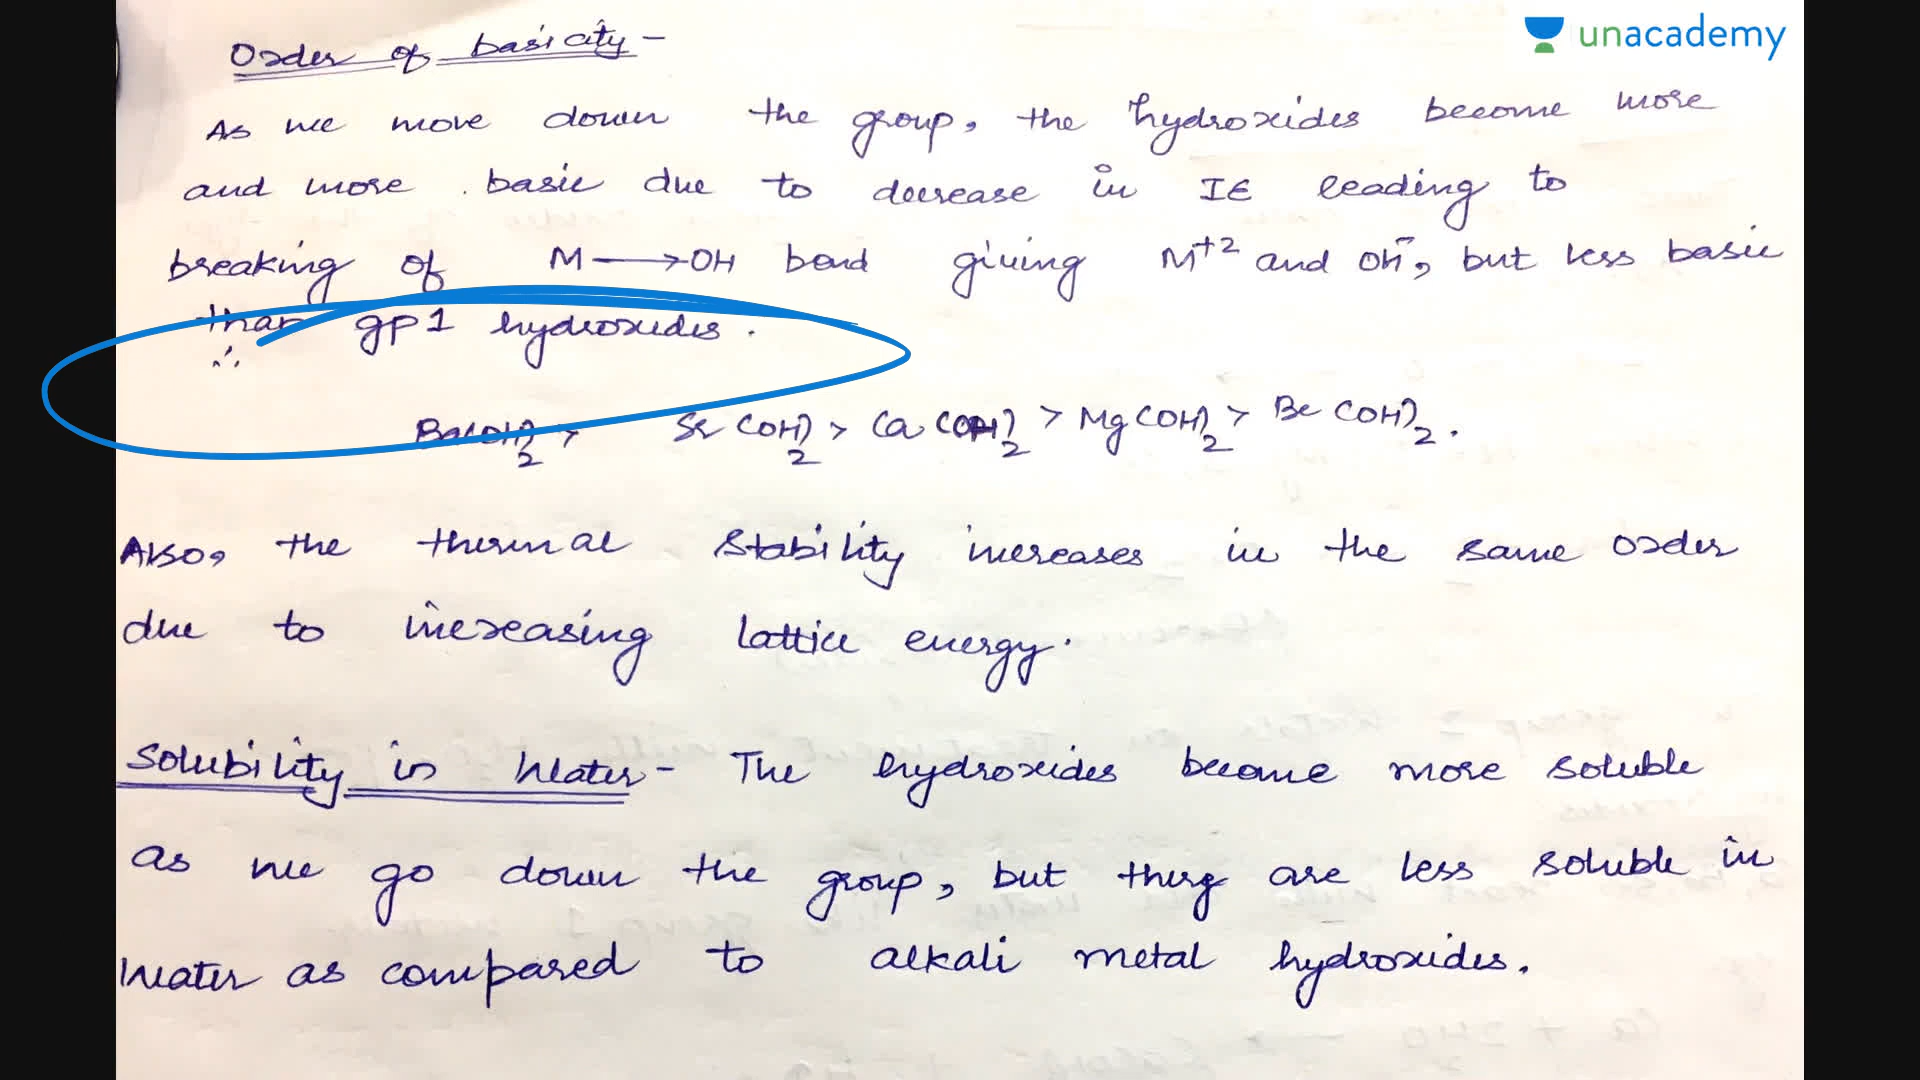 unacademy
Order of basicity -
As we move down the group, the hydroxides become more
and more basic due to decrease in IE leading to
breaking of M⟶OH bond giving M+2 and OH-, but less basic
than gp1 hydroxides.
∴
Ba(OH)2 > Sr(OH)2 > Ca(OH)2 > Mg(OH)2 > Be(OH)2.
Also, the thermal stability increases in the same order
due to increasing lattice energy.
Solubility in Water - The hydroxides become more soluble
as we go down the group, but they are less soluble in
water as compared to alkali metal hydroxides.